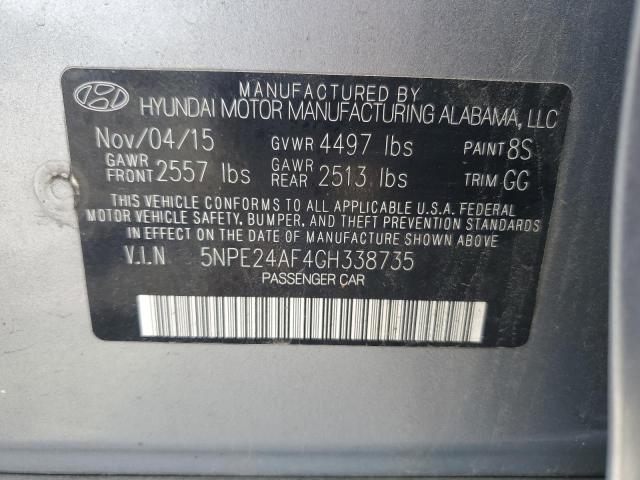 MANUFACTURED BY
HYUNDAI MOTOR MANUFACTURING ALABAMA, LLC
Nov/04/15 GVWR 4497 lbs PAINT 8S
GAWR FRONT 2557 lbs GAWR REAR 2513 lbs TRIM GG
THIS VEHICLE CONFORMS TO ALL APPLICABLE U.S.A. FEDERAL
MOTOR VEHICLE SAFETY, BUMPER, AND THEFT PREVENTION STANDARDS
IN EFFECT ON THE DATE OF MANUFACTURE SHOWN ABOVE.
V.I.N 5NPE24AF4GH338735
PASSENGER CAR